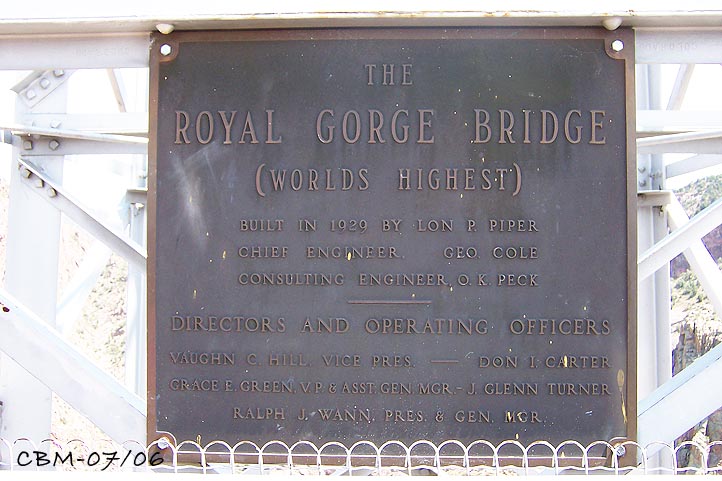 THE
ROYAL GORGE BRIDGE
(WORLDS HIGHEST)
BUILT IN 1929 BY LON P. PIPER
CHIEF ENGINEER, GEO. COLE
CONSULTING ENGINEER, O. K. PECK
DIRECTORS AND OPERATING OFFICERS
VAUGHN C. HILL, VICE PRES. — DON I. CARTER
GRACE E. GREEN, V.P. & ASST. GEN. MGR. - J. GLENN TURNER
RALPH J. WANN, PRES. & GEN. MGR.
CBM-07/06